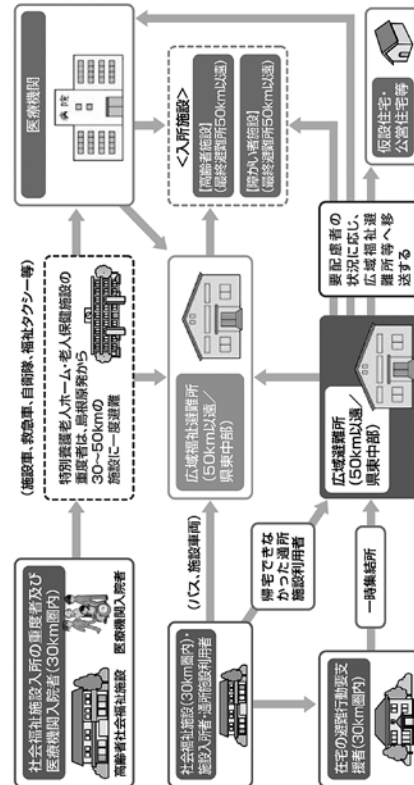 社会福祉施設入所の重度者及び
医療機関入院者(30km圏内)
高齢者社会福祉施設
医療機関入院者
(施設車、救急車、自衛隊、福祉タクシー等)
特別養護老人ホーム・老人保健施設の
重度者は、島根原発から
30〜50kmの
施設に一度避難
医療機関
病院
社会福祉施設(30km圏内)・
施設入所者・通所施設利用者
(バス、施設車両)
広域福祉避難所
(50km以遠/
県東中部)
<入所施設>
[高齢者施設]
(最終避難所50km以遠)
[障がい者施設]
(最終避難所50km以遠)
帰宅できな
かった通所
施設利用者
在宅の避難行動要支
援者(30km圏内)
一時集結所
広域避難所
(50km以遠/
県東中部)
要配慮者の
状況に応じ、
広域福祉避
難所等へ移
送する
仮設住宅・
公営住宅等